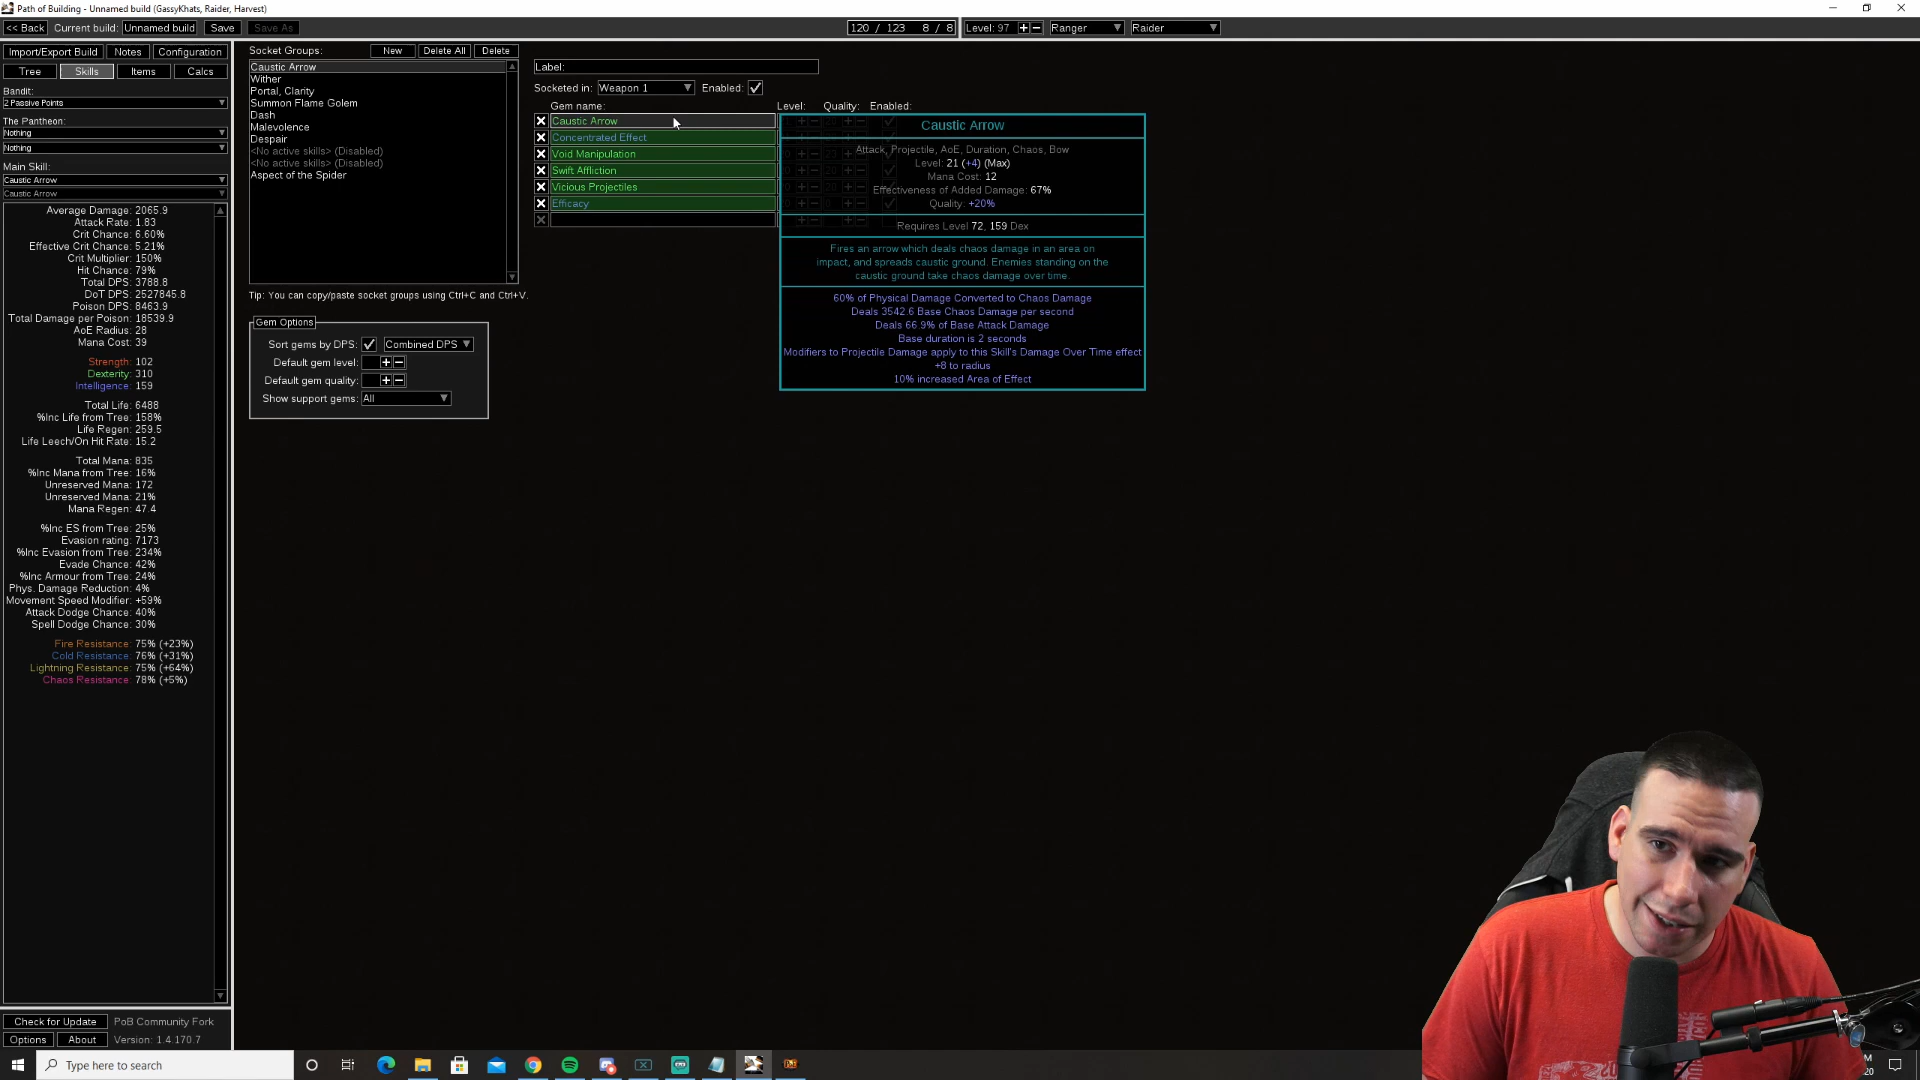 Path of Building - Unnamed build (GassyKhats, Raider, Harvest)
<< Back Current build: Unnamed build Save Save As 120 / 123 8 / 8 Level: 97 + − Ranger Raider
Import/Export Build Notes Configuration
Tree Skills Items Calcs
Bandit:
2 Passive Points
The Pantheon:
Nothing
Nothing
Main Skill:
Caustic Arrow
Caustic Arrow
Average Damage: 2065.9
Attack Rate: 1.83
Crit Chance: 6.60%
Effective Crit Chance: 5.21%
Crit Multiplier: 150%
Hit Chance: 79%
Total DPS: 3788.8
DoT DPS: 2527845.8
Poison DPS: 8463.9
Total Damage per Poison: 18539.9
AoE Radius: 28
Mana Cost: 39
Strength: 102
Dexterity: 310
Intelligence: 159
Total Life: 6488
%Inc Life from Tree: 158%
Life Regen: 259.5
Life Leech/On Hit Rate: 15.2
Total Mana: 835
%Inc Mana from Tree: 16%
Unreserved Mana: 172
Unreserved Mana: 21%
Mana Regen: 47.4
%Inc ES from Tree: 25%
Evasion rating: 7173
%Inc Evasion from Tree: 234%
Evade Chance: 42%
%Inc Armour from Tree: 24%
Phys. Damage Reduction: 4%
Movement Speed Modifier: +59%
Attack Dodge Chance: 40%
Spell Dodge Chance: 30%
Fire Resistance: 75% (+23%)
Cold Resistance: 76% (+31%)
Lightning Resistance: 75% (+64%)
Chaos Resistance: 78% (+5%)
Check for Update PoB Community Fork
Options About Version: 1.4.170.7
Socket Groups: New Delete All Delete
Caustic Arrow
Wither
Portal, Clarity
Summon Flame Golem
Dash
Malevolence
Despair
<No active skills> (Disabled)
<No active skills> (Disabled)
Aspect of the Spider
Tip: You can copy/paste socket groups using Ctrl+C and Ctrl+V.
Gem Options
Sort gems by DPS: Combined DPS
Default gem level: + −
Default gem quality: + −
Show support gems: All
Label:
Socketed in: Weapon 1 Enabled:
Gem name: Level: Quality: Enabled:
Caustic Arrow
Concentrated Effect
Void Manipulation
Swift Affliction
Vicious Projectiles
Efficacy
Caustic Arrow
Attack, Projectile, AoE, Duration, Chaos, Bow
Level: 21 (+4) (Max)
Mana Cost: 12
Effectiveness of Added Damage: 67%
Quality: +20%
Requires Level 72, 159 Dex
Fires an arrow which deals chaos damage in an area on
impact, and spreads caustic ground. Enemies standing on the
caustic ground take chaos damage over time.
60% of Physical Damage Converted to Chaos Damage
Deals 3542.6 Base Chaos Damage per second
Deals 66.9% of Base Attack Damage
Base duration is 2 seconds
Modifiers to Projectile Damage apply to this Skill's Damage Over Time effect
+8 to radius
10% increased Area of Effect
Type here to search